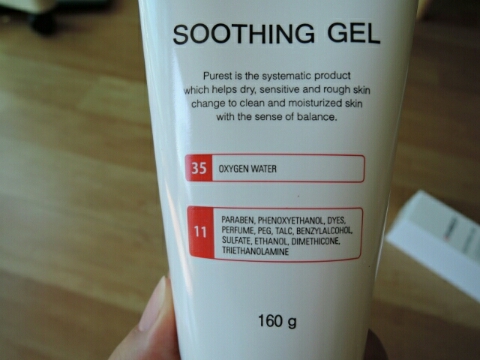 SOOTHING GEL
Purest is the systematic product
which helps dry, sensitive and rough skin
change to clean and moisturized skin
with the sense of balance.
35 OXYGEN WATER
11 PARABEN, PHENOXYETHANOL, DYES,
PERFUME, PEG, TALC, BENZYLALCOHOL,
SULFATE, ETHANOL, DIMETHICONE,
TRIETHANOLAMINE
160 g